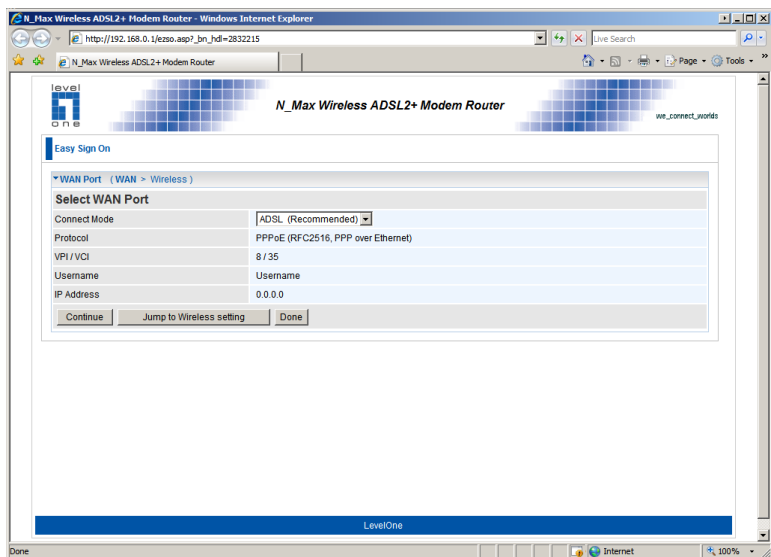 N_Max Wireless ADSL2+ Modem Router - Windows Internet Explorer
http://192.168.0.1/ezso.asp?_bn_hdl=2832215
Live Search
N_Max Wireless ADSL2+ Modem Router
Page
Tools
level
one
N_Max Wireless ADSL2+ Modem Router
we_connect_worlds
Easy Sign On
WAN Port ( WAN > Wireless )
Select WAN Port
Connect Mode ADSL (Recommended)
Protocol PPPoE (RFC2516, PPP over Ethernet)
VPI / VCI 8 / 35
Username Username
IP Address 0.0.0.0
Continue Jump to Wireless setting Done
LevelOne
Done Internet 100%